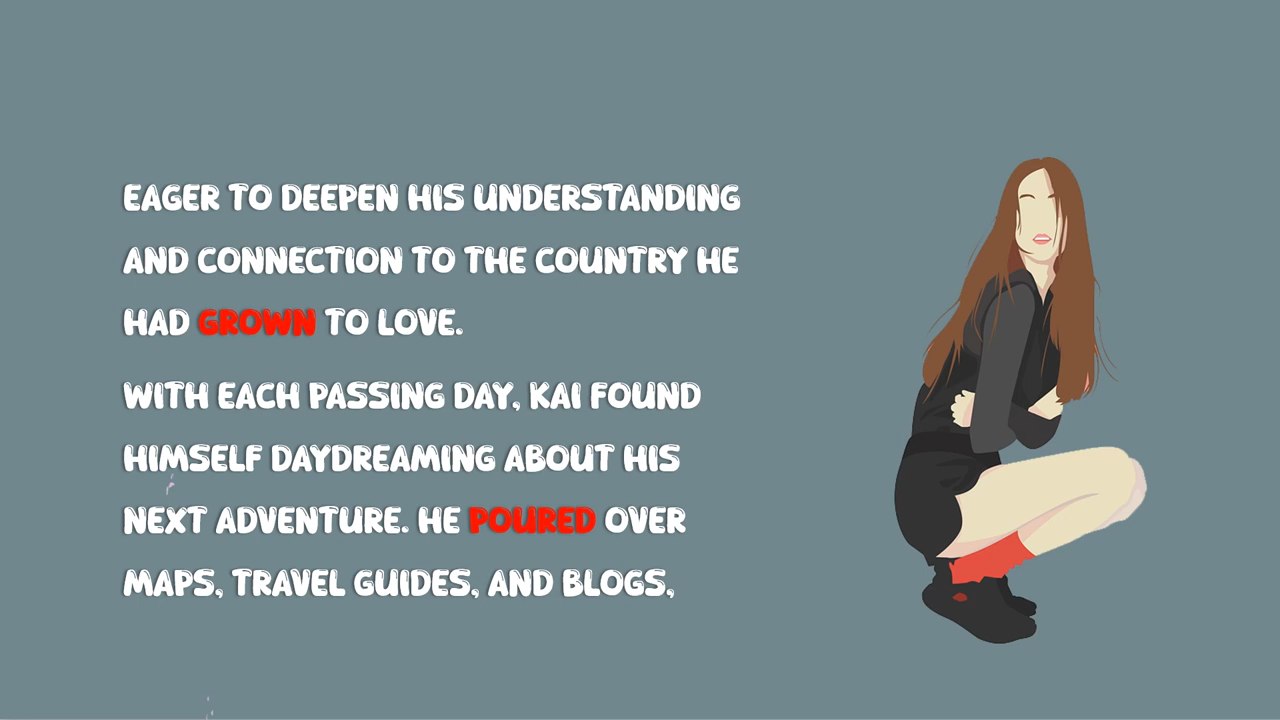 EAGER TO DEEPEN HIS UNDERSTANDING
AND CONNECTION TO THE COUNTRY HE
HAD GROWN TO LOVE.
WITH EACH PASSING DAY, KAI FOUND
HIMSELF DAYDREAMING ABOUT HIS
NEXT ADVENTURE. HE POURED OVER
MAPS, TRAVEL GUIDES, AND BLOGS,